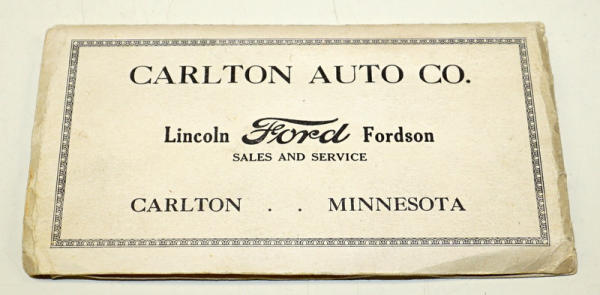 CARLTON AUTO CO.
Lincoln Ford Fordson
SALES AND SERVICE
CARLTON . . MINNESOTA